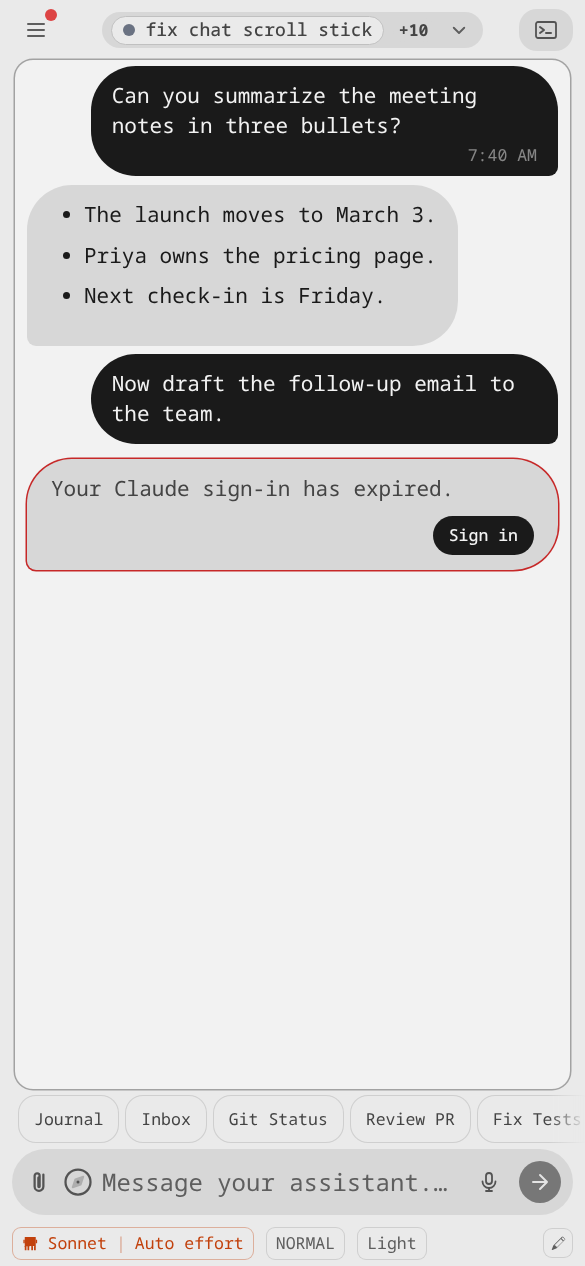 fix chat scroll stick +10
Can you summarize the meeting
notes in three bullets?
7:40 AM
• The launch moves to March 3.
• Priya owns the pricing page.
• Next check-in is Friday.
Now draft the follow-up email to
the team.
Your Claude sign-in has expired.
Sign in
Journal Inbox Git Status Review PR Fix Tests
Message your assistant.…
Sonnet | Auto effort NORMAL Light